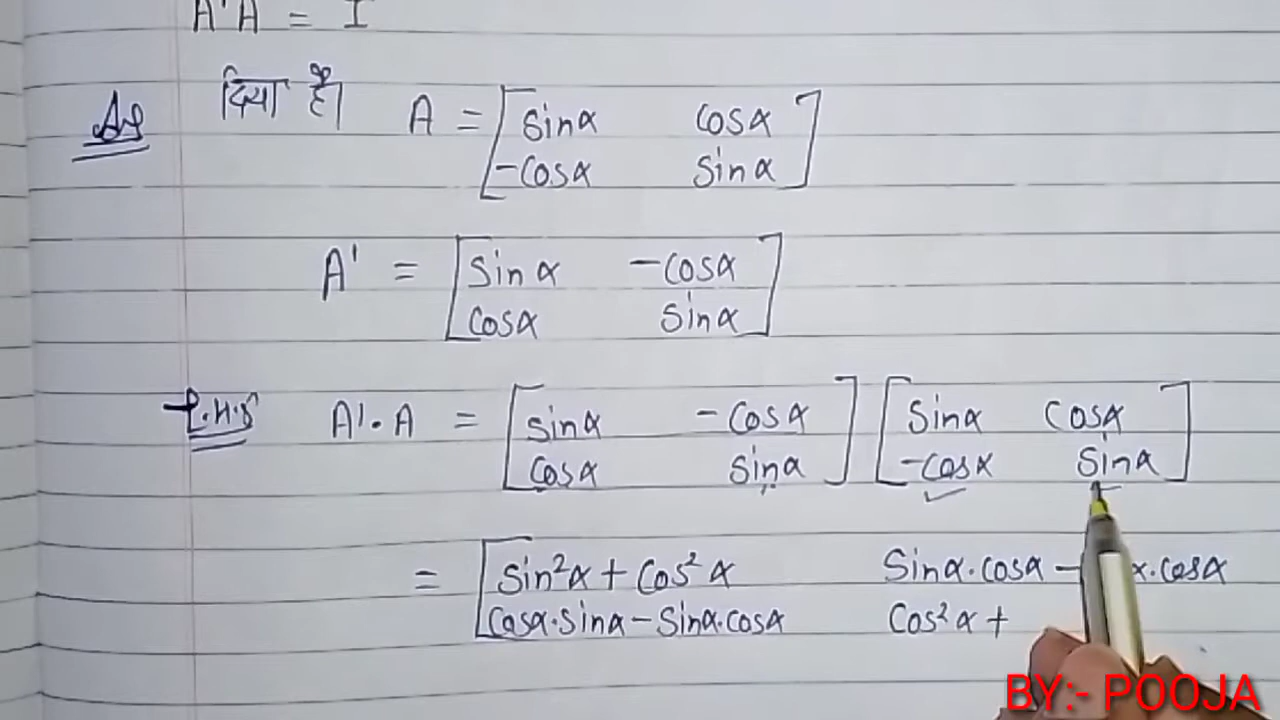 A'A = I
Ans दिया है। A = [sinα cosα
-cosα sinα]
A' = [sinα -cosα
cosα sinα]
L.H.S A'.A = [sinα -cosα] [sinα cosα]
cosα sinα -cosα sinα
= [sin²α + cos²α sinα.cosα - α.cosα
cosα.sinα - sinα.cosα cos²α +
BY:- POOJA